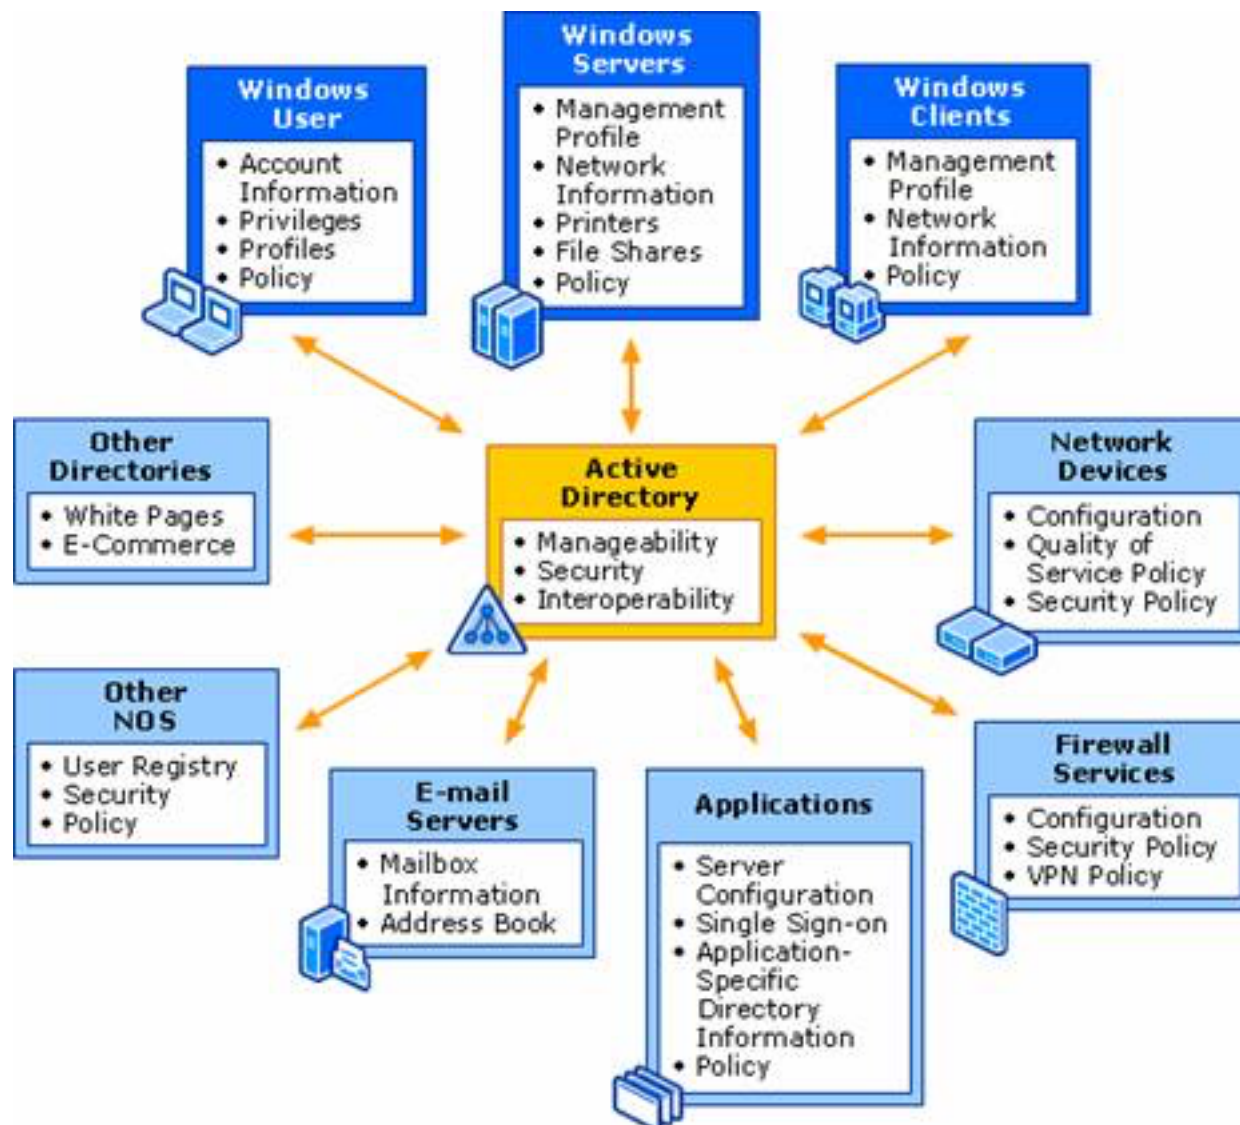 Windows
User
• Account
Information
• Privileges
• Profiles
• Policy
Windows
Servers
• Management
Profile
• Network
Information
• Printers
• File Shares
• Policy
Windows
Clients
• Management
Profile
• Network
Information
• Policy
Other
Directories
• White Pages
• E-Commerce
Active
Directory
• Manageability
• Security
• Interoperability
Network
Devices
• Configuration
• Quality of
Service Policy
• Security Policy
Other
NOS
• User Registry
• Security
• Policy
E-mail
Servers
• Mailbox
Information
• Address Book
Applications
• Server
Configuration
• Single Sign-on
• Application-
Specific
Directory
Information
• Policy
Firewall
Services
• Configuration
• Security Policy
• VPN Policy